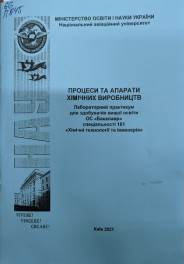 МІНІСТЕРСТВО ОСВІТИ І НАУКИ УКРАЇНИ
Національний авіаційний університет
НАУ
ПРОЦЕСИ ТА АПАРАТИ
ХІМІЧНИХ ВИРОБНИЦТВ
Лабораторний практикум
для здобувачів вищої освіти
ОС «Бакалавр»
спеціальності 161
«Хімічні технології та інженерія»
Київ 2021